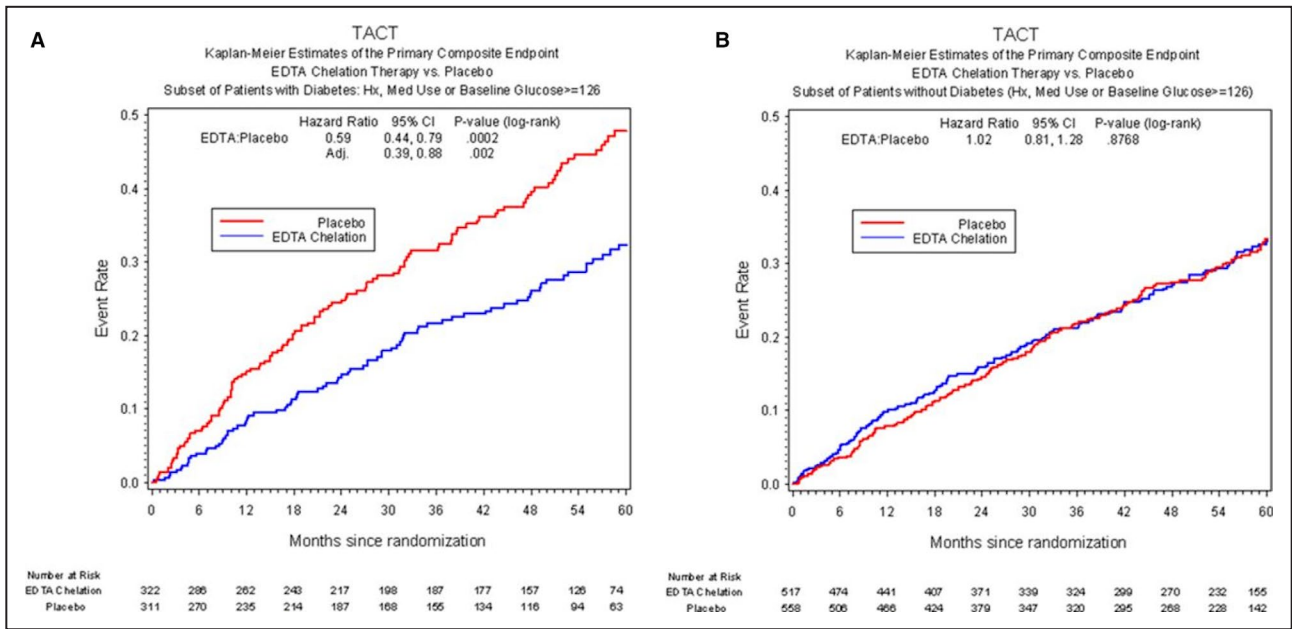 A
TACT
Kaplan-Meier Estimates of the Primary Composite Endpoint
EDTA Chelation Therapy vs. Placebo
Subset of Patients with Diabetes: Hx, Med Use or Baseline Glucose>=126
Hazard Ratio 95% CI P-value (log-rank)
EDTA:Placebo 0.59 0.44, 0.79 .0002
Adj. 0.39, 0.88 .002
Placebo
EDTA Chelation
Event Rate
0.5
0.4
0.3
0.2
0.1
0.0
0 6 12 18 24 30 36 42 48 54 60
Months since randomization
Number at Risk
EDTA Chelation 322 286 262 243 217 198 187 177 157 126 74
Placebo 311 270 235 214 187 168 155 134 116 94 63
B
TACT
Kaplan-Meier Estimates of the Primary Composite Endpoint
EDTA Chelation Therapy vs. Placebo
Subset of Patients without Diabetes (Hx, Med Use or Baseline Glucose>=126)
Hazard Ratio 95% CI P-value (log-rank)
EDTA:Placebo 1.02 0.81, 1.28 .8768
Placebo
EDTA Chelation
Event Rate
0.5
0.4
0.3
0.2
0.1
0.0
0 6 12 18 24 30 36 42 48 54 60
Months since randomization
Number at Risk
EDTA Chelation 517 474 441 407 371 339 324 299 270 232 155
Placebo 558 506 466 424 379 347 320 295 268 228 142